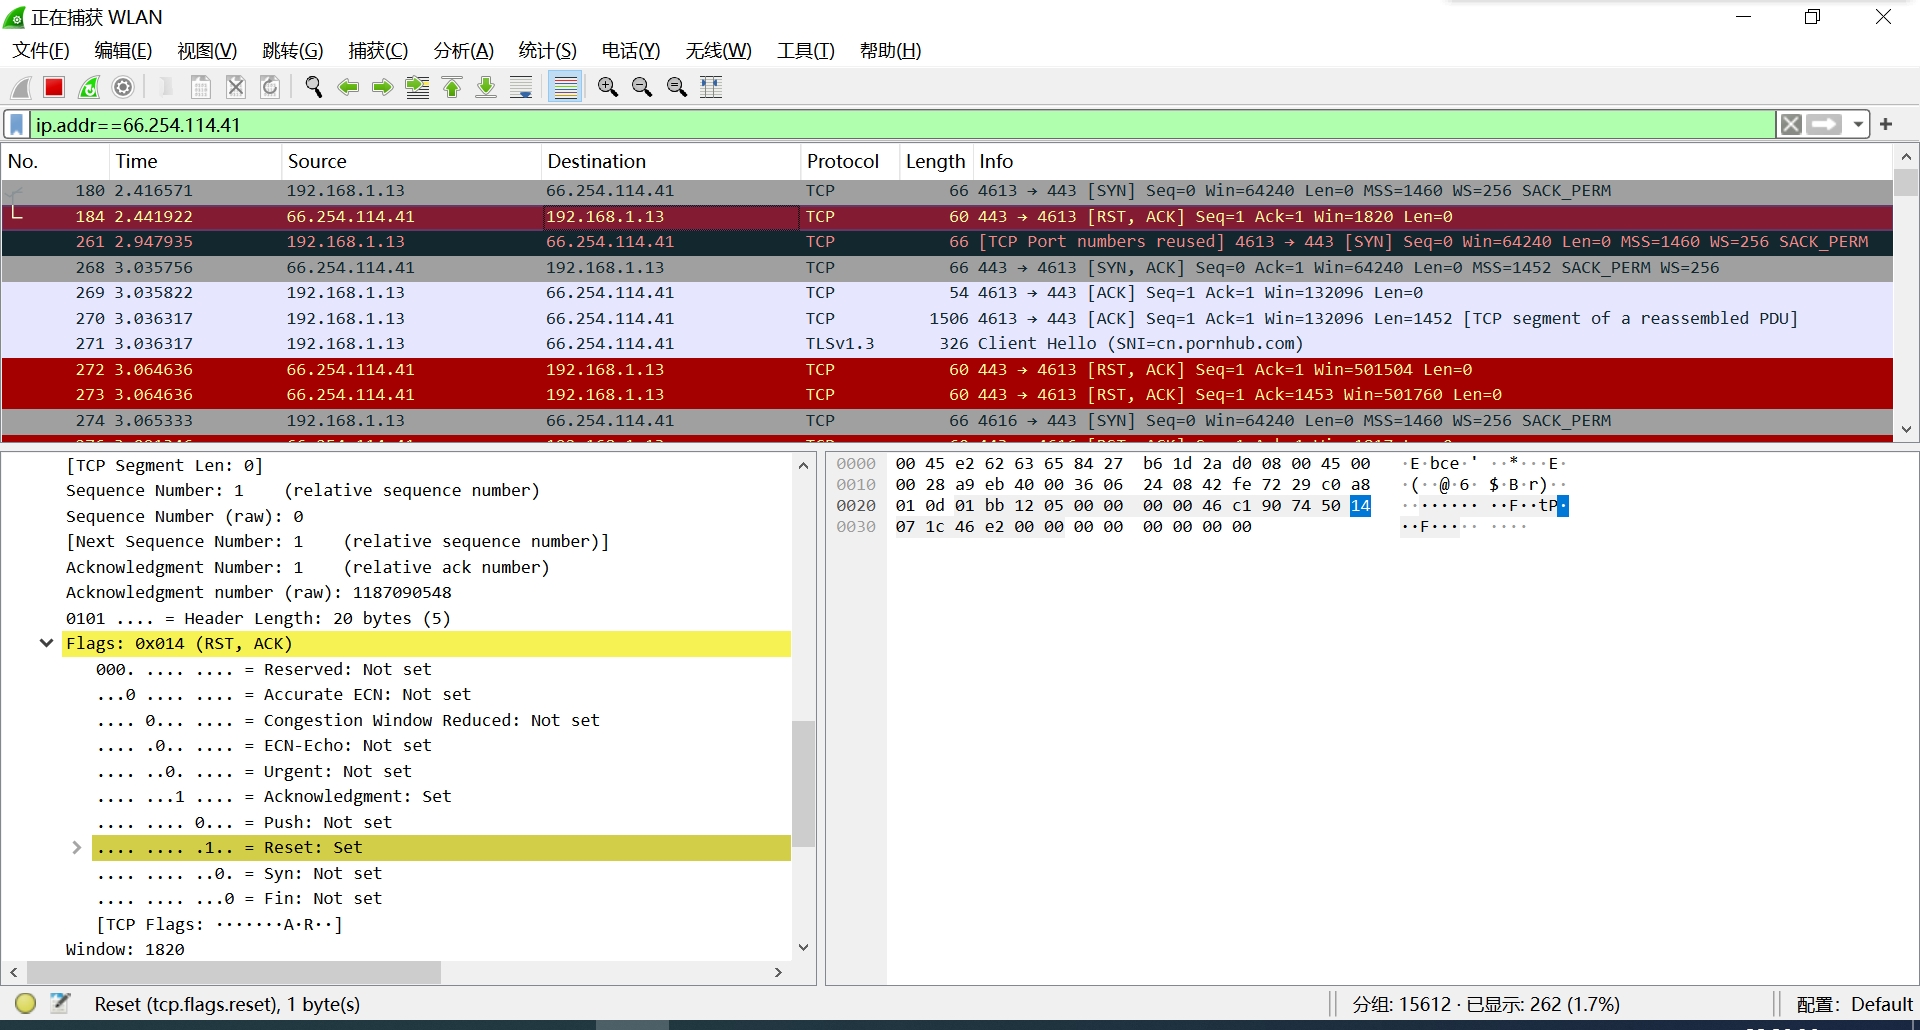 正在捕获 WLAN
文件(F) 编辑(E) 视图(V) 跳转(G) 捕获(C) 分析(A) 统计(S) 电话(Y) 无线(W) 工具(T) 帮助(H)
ip.addr==66.254.114.41
No. Time Source Destination Protocol Length Info
180 2.416571 192.168.1.13 66.254.114.41 TCP 66 4613 → 443 [SYN] Seq=0 Win=64240 Len=0 MSS=1460 WS=256 SACK_PERM
184 2.441922 66.254.114.41 192.168.1.13 TCP 60 443 → 4613 [RST, ACK] Seq=1 Ack=1 Win=1820 Len=0
261 2.947935 192.168.1.13 66.254.114.41 TCP 66 [TCP Port numbers reused] 4613 → 443 [SYN] Seq=0 Win=64240 Len=0 MSS=1460 WS=256 SACK_PERM
268 3.035756 66.254.114.41 192.168.1.13 TCP 66 443 → 4613 [SYN, ACK] Seq=0 Ack=1 Win=64240 Len=0 MSS=1452 SACK_PERM WS=256
269 3.035822 192.168.1.13 66.254.114.41 TCP 54 4613 → 443 [ACK] Seq=1 Ack=1 Win=132096 Len=0
270 3.036317 192.168.1.13 66.254.114.41 TCP 1506 4613 → 443 [ACK] Seq=1 Ack=1 Win=132096 Len=1452 [TCP segment of a reassembled PDU]
271 3.036317 192.168.1.13 66.254.114.41 TLSv1.3 326 Client Hello (SNI=cn.pornhub.com)
272 3.064636 66.254.114.41 192.168.1.13 TCP 60 443 → 4613 [RST, ACK] Seq=1 Ack=1 Win=501504 Len=0
273 3.064636 66.254.114.41 192.168.1.13 TCP 60 443 → 4613 [RST, ACK] Seq=1 Ack=1453 Win=501760 Len=0
274 3.065333 192.168.1.13 66.254.114.41 TCP 66 4616 → 443 [SYN] Seq=0 Win=64240 Len=0 MSS=1460 WS=256 SACK_PERM
[TCP Segment Len: 0]
Sequence Number: 1 (relative sequence number)
Sequence Number (raw): 0
[Next Sequence Number: 1 (relative sequence number)]
Acknowledgment Number: 1 (relative ack number)
Acknowledgment number (raw): 1187090548
0101 .... = Header Length: 20 bytes (5)
Flags: 0x014 (RST, ACK)
000. .... .... = Reserved: Not set
...0 .... .... = Accurate ECN: Not set
.... 0... .... = Congestion Window Reduced: Not set
.... .0.. .... = ECN-Echo: Not set
.... ..0. .... = Urgent: Not set
.... ...1 .... = Acknowledgment: Set
.... .... 0... = Push: Not set
.... .... .1.. = Reset: Set
.... .... ..0. = Syn: Not set
.... .... ...0 = Fin: Not set
[TCP Flags: ·······A·R··]
Window: 1820
0000 00 45 e2 62 63 65 84 27 b6 1d 2a d0 08 00 45 00 ·E·bce·' ··*···E·
0010 00 28 a9 eb 40 00 36 06 24 08 42 fe 72 29 c0 a8 ·(··@·6· $·B·r)··
0020 01 0d 01 bb 12 05 00 00 00 00 46 c1 90 74 50 14 ········ ··F··tP·
0030 07 1c 46 e2 00 00 00 00 00 00 00 00 ··F····· ····
Reset (tcp.flags.reset), 1 byte(s)
分组: 15612 · 已显示: 262 (1.7%)
配置: Default